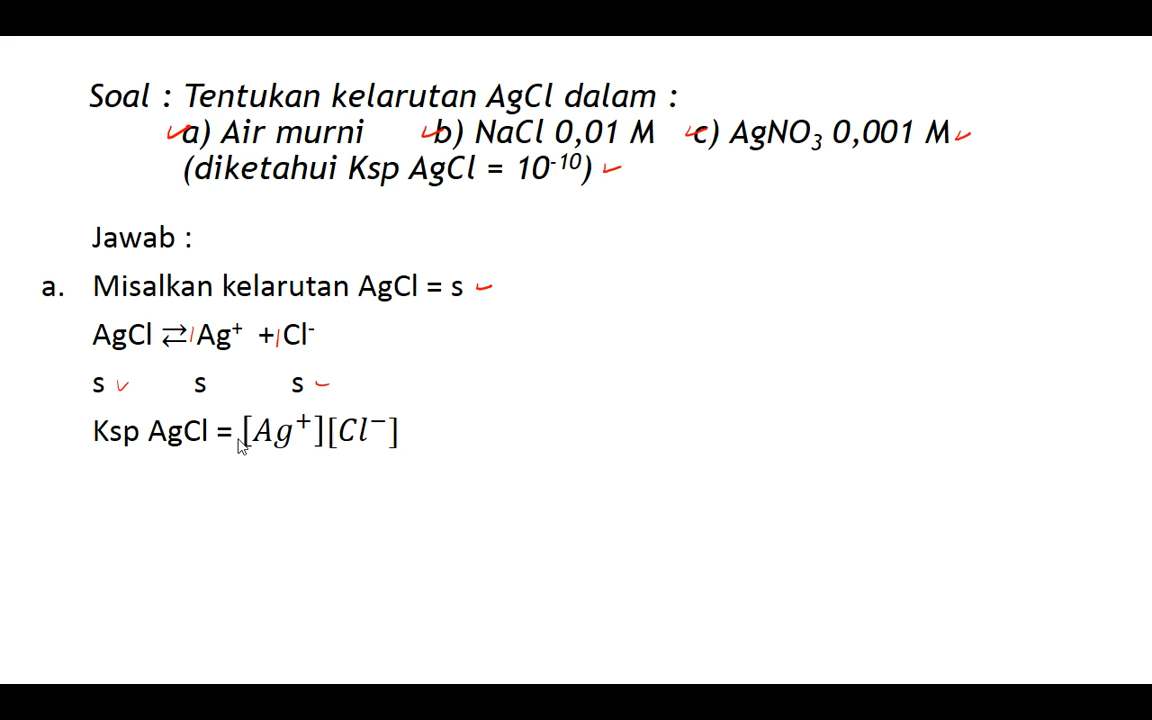 Soal : Tentukan kelarutan AgCl dalam :
a) Air murni b) NaCl 0,01 M c) AgNO₃ 0,001 M
(diketahui Ksp AgCl = 10⁻¹⁰)
Jawab :
a. Misalkan kelarutan AgCl = s
AgCl ⇄ Ag⁺ + Cl⁻
s s s
Ksp AgCl = [Ag⁺][Cl⁻]